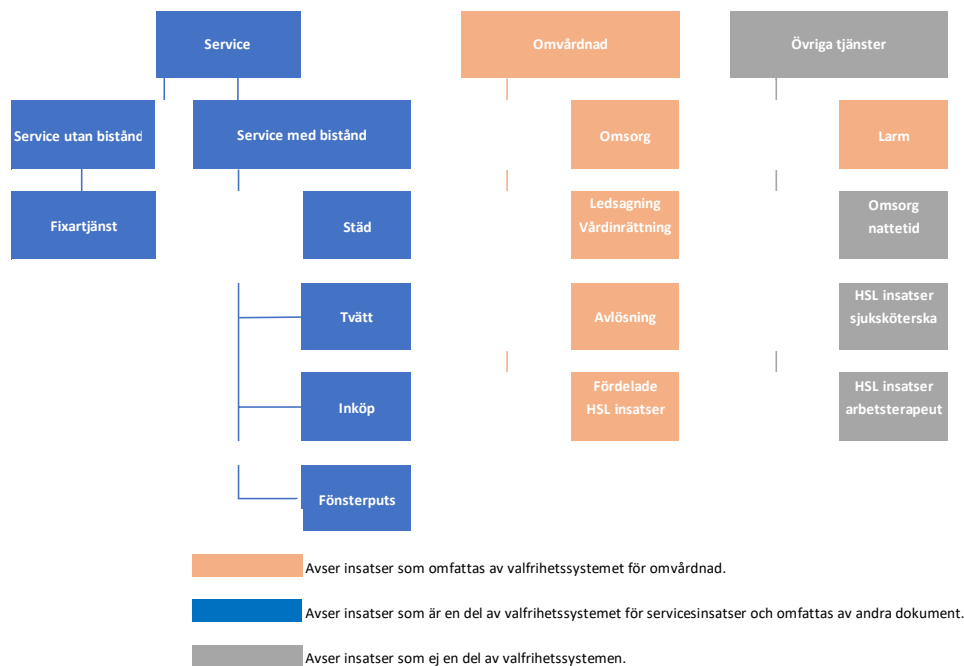 Service
Omvårdnad
Övriga tjänster
Service utan bistånd
Service med bistånd
Omsorg
Larm
Fixartjänst
Städ
Ledsagning
Vårdinrättning
Omsorg
nattetid
Tvätt
Avlösning
HSL insatser
sjuksköterska
Inköp
Fördelade
HSL insatser
HSL insatser
arbetsterapeut
Fönsterputs
Avser insatser som omfattas av valfrihetssystemet för omvårdnad.
Avser insatser som är en del av valfrihetssystemet för servicesinsatser och omfattas av andra dokument.
Avser insatser som ej en del av valfrihetssystemen.